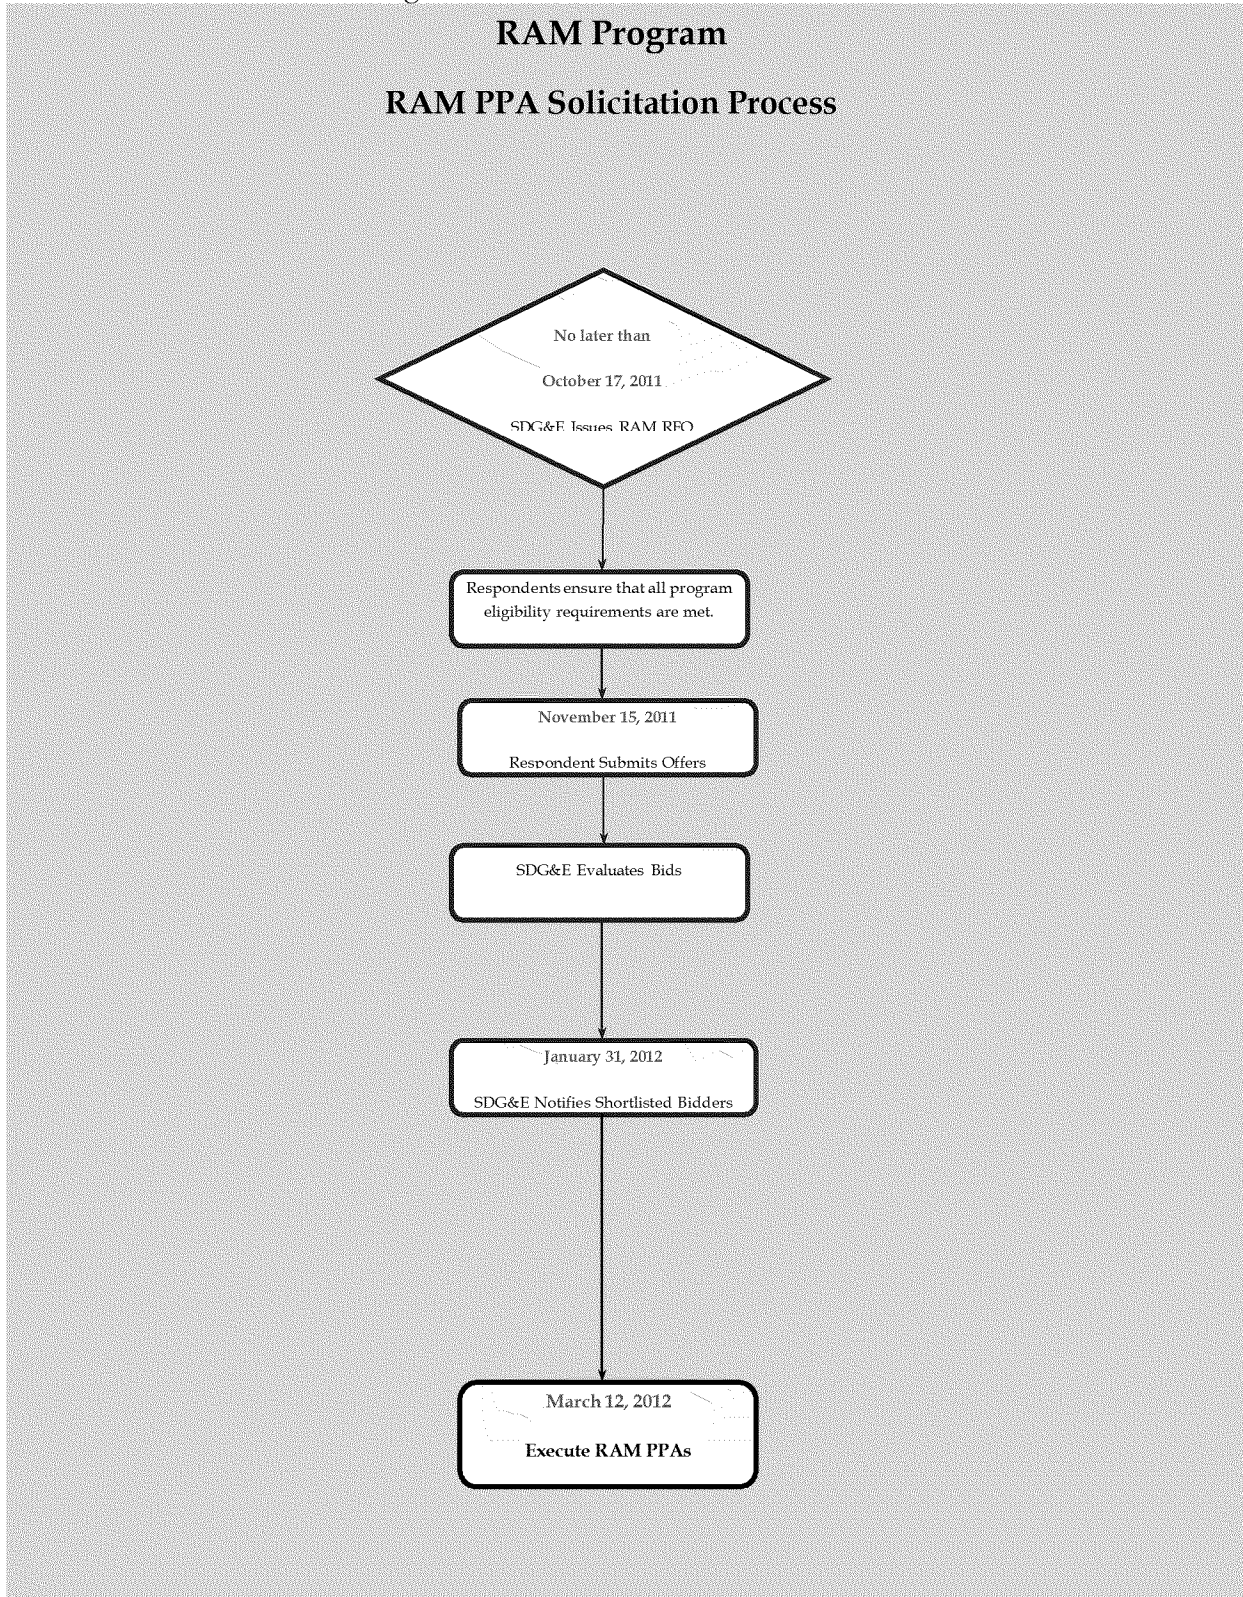 RAM Program
RAM PPA Solicitation Process
No later than
October 17, 2011
SDG&E Issues RAM RFO
Respondents ensure that all program
eligibility requirements are met.
November 15, 2011
Respondent Submits Offers
SDG&E Evaluates Bids
January 31, 2012
SDG&E Notifies Shortlisted Bidders
March 12, 2012
Execute RAM PPAs